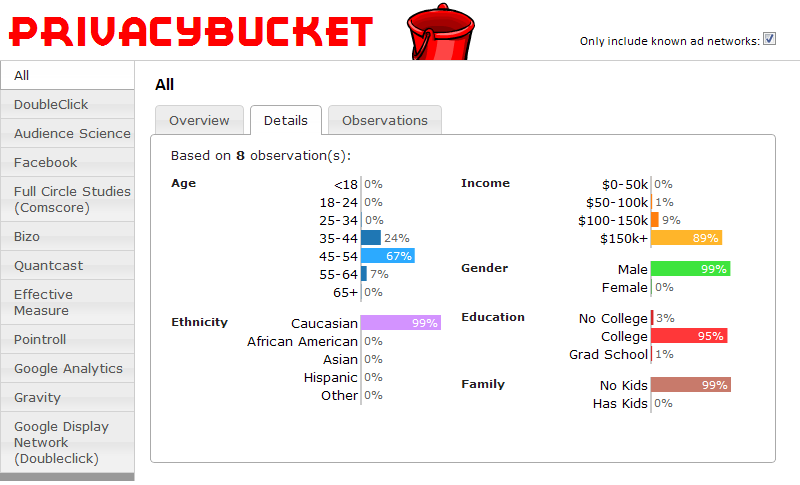 PRIVACYBUCKET
Only include known ad networks:
All
DoubleClick
Audience Science
Facebook
Full Circle Studies
(Comscore)
Bizo
Quantcast
Effective
Measure
Pointroll
Google Analytics
Gravity
Google Display
Network
(Doubleclick)
All
Overview
Details
Observations
Based on 8 observation(s):
Age
<18 0%
18-24 0%
25-34 0%
35-44 24%
45-54 67%
55-64 7%
65+ 0%
Ethnicity
Caucasian 99%
African American 0%
Asian 0%
Hispanic 0%
Other 0%
Income
$0-50k 0%
$50-100k 1%
$100-150k 9%
$150k+ 89%
Gender
Male 99%
Female 0%
Education
No College 3%
College 95%
Grad School 1%
Family
No Kids 99%
Has Kids 0%